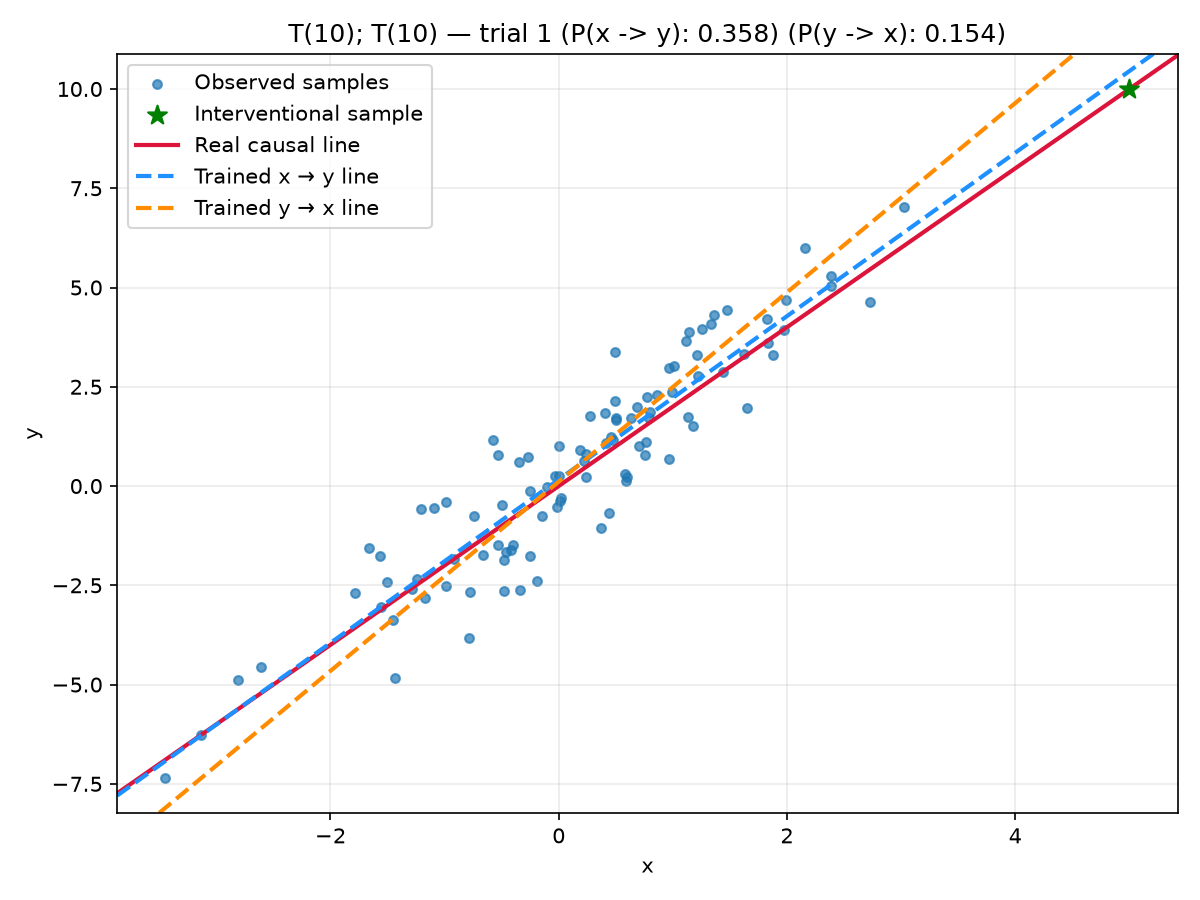 T(10); T(10) — trial 1 (P(x -> y): 0.358) (P(y -> x): 0.154)
Observed samples
Interventional sample
Real causal line
Trained x → y line
Trained y → x line
10.0
7.5
5.0
2.5
0.0
−2.5
−5.0
−7.5
y
−2
0
2
4
x